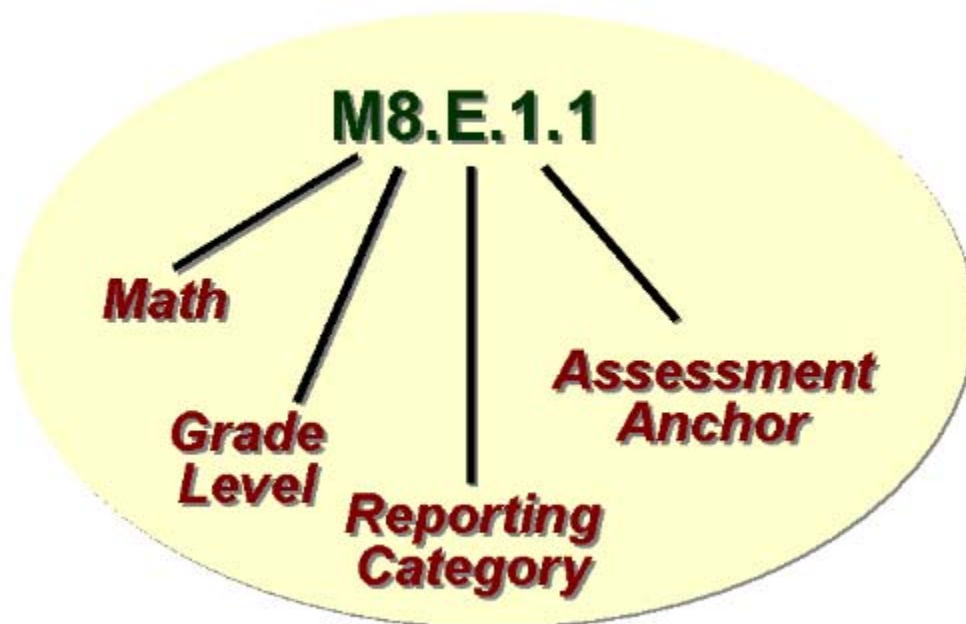 M8.E.1.1
Math
Grade
Level
Reporting
Category
Assessment
Anchor